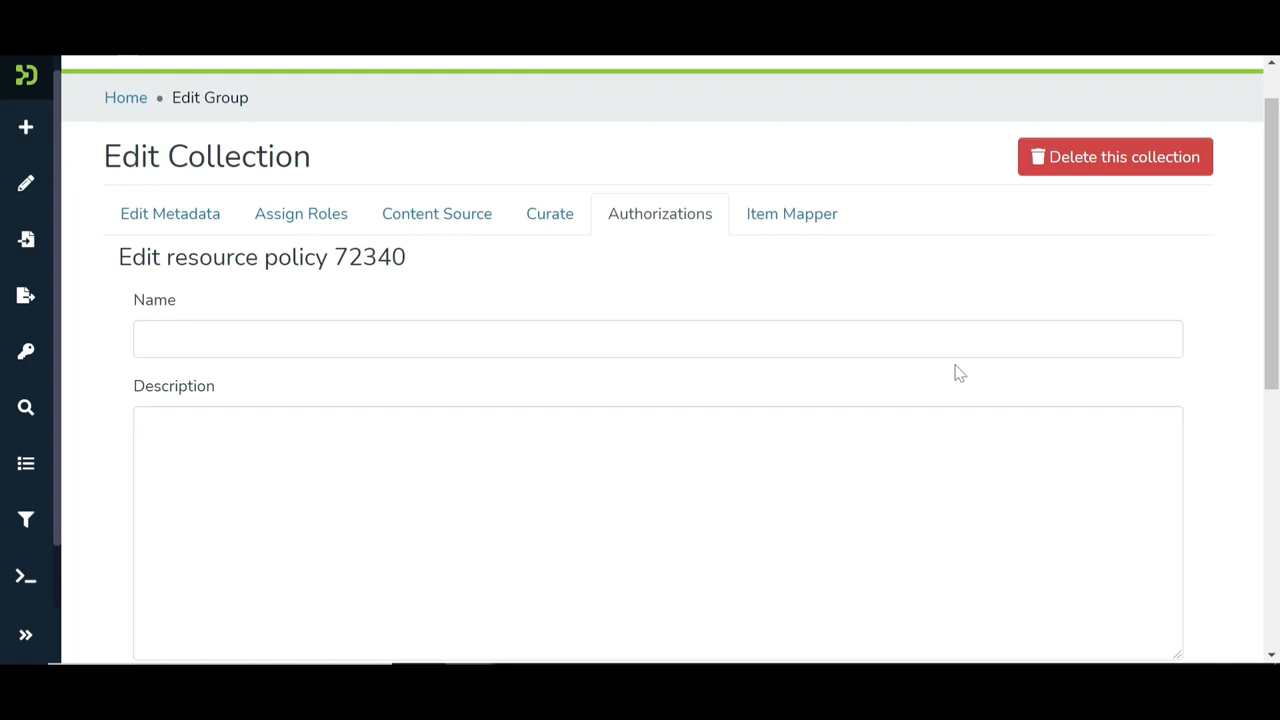 Home • Edit Group
Edit Collection
Delete this collection
Edit Metadata Assign Roles Content Source Curate Authorizations Item Mapper
Edit resource policy 72340
Name
Description